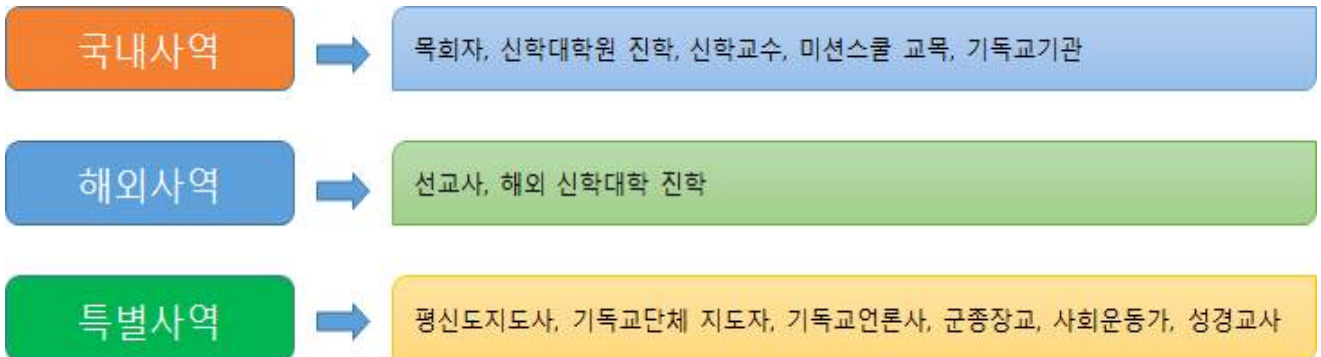 국내사역
목회자, 신학대학원 진학, 신학교수, 미션스쿨 교목, 기독교기관
해외사역
선교사, 해외 신학대학 진학
특별사역
평신도지도사, 기독교단체 지도자, 기독교언론사, 군종장교, 사회운동가, 성경교사